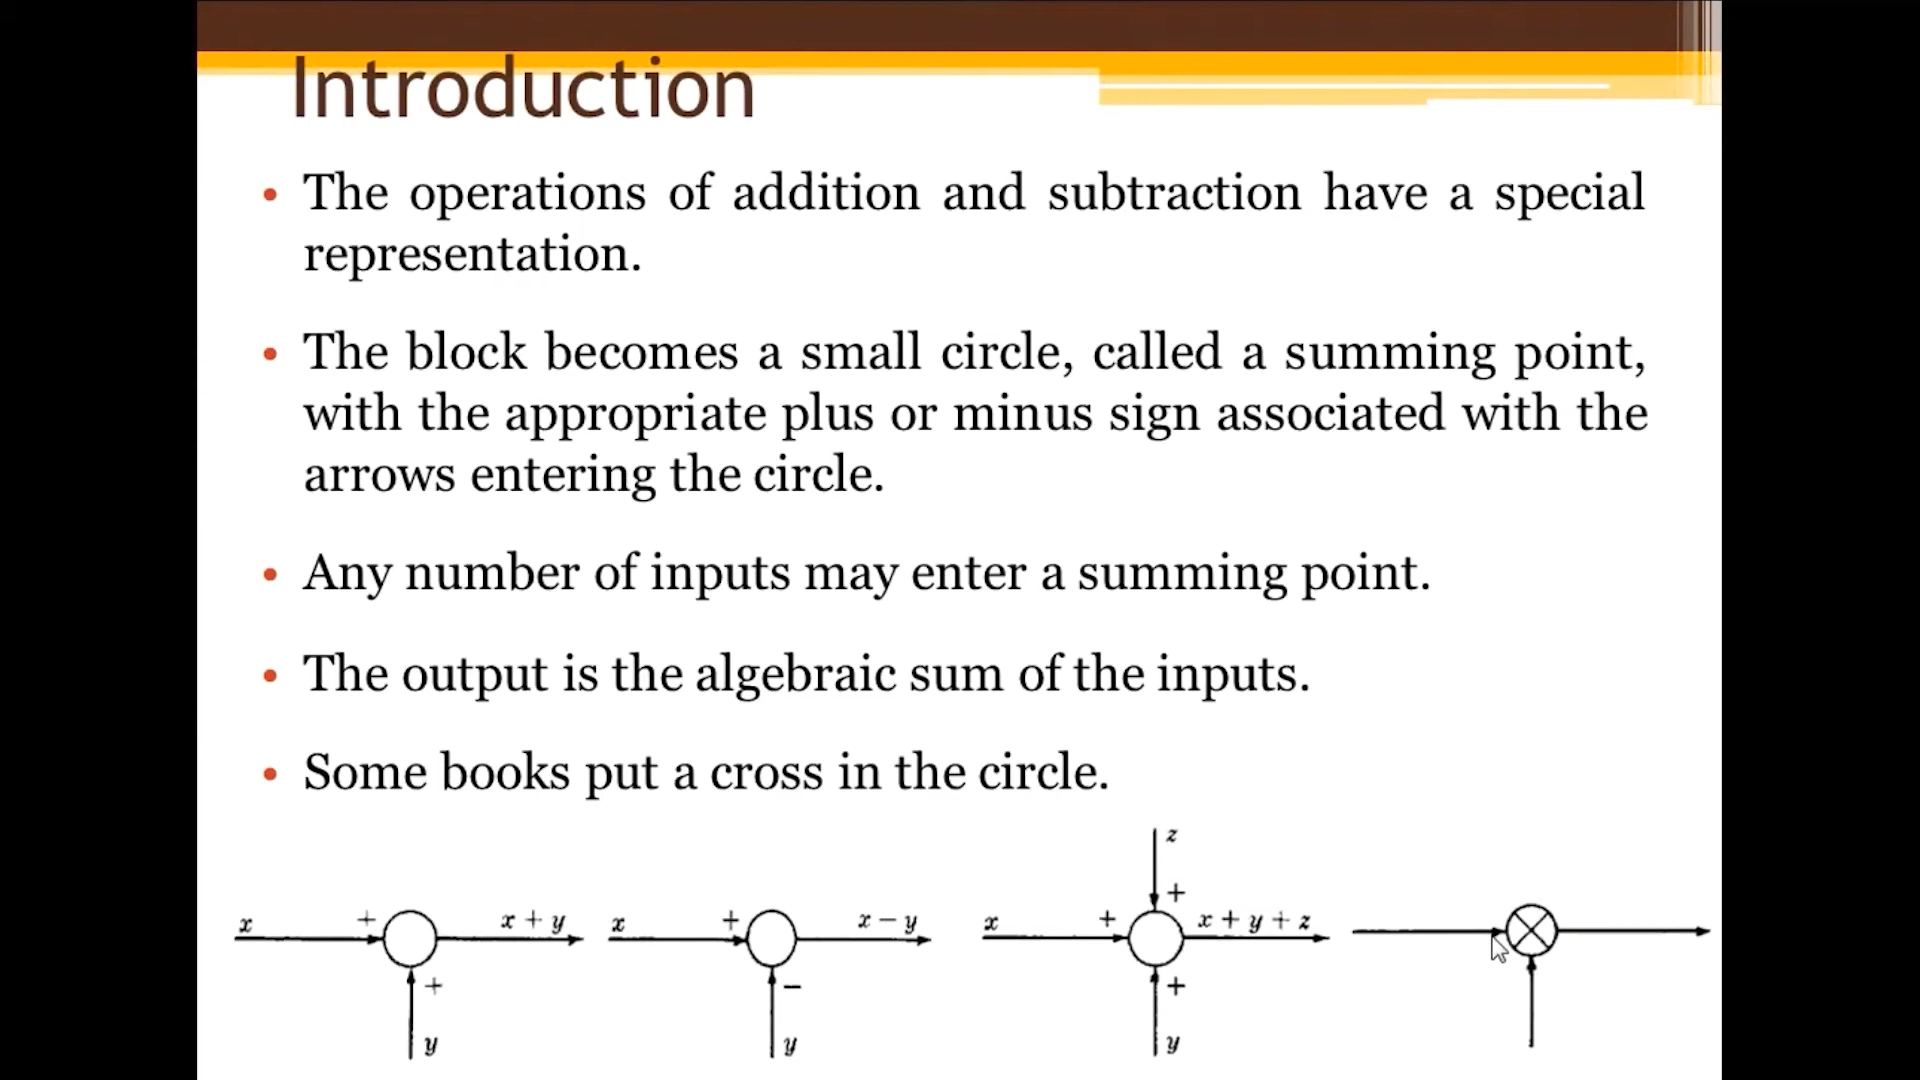 Introduction
• The operations of addition and subtraction have a special
representation.
• The block becomes a small circle, called a summing point,
with the appropriate plus or minus sign associated with the
arrows entering the circle.
• Any number of inputs may enter a summing point.
• The output is the algebraic sum of the inputs.
• Some books put a cross in the circle.
x + x + y + y
x + x − y − y
z + x + x + y + z + y